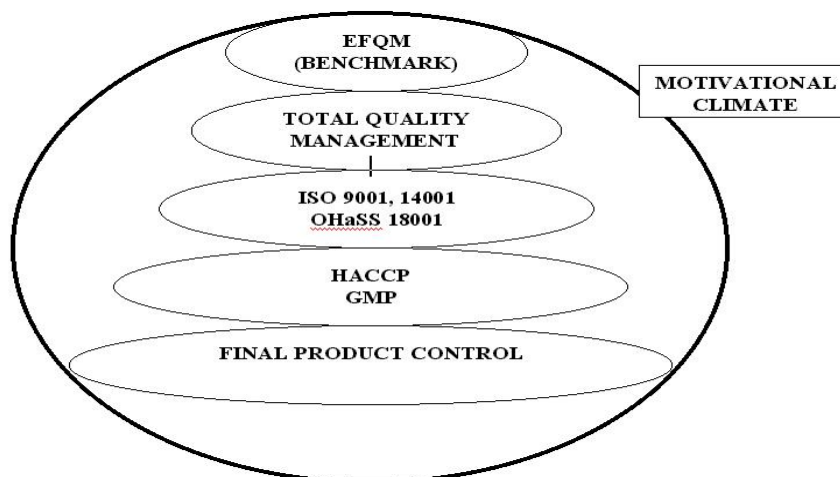 EFQM
(BENCHMARK)
MOTIVATIONAL
CLIMATE
TOTAL QUALITY
MANAGEMENT
ISO 9001, 14001
OHaSS 18001
HACCP
GMP
FINAL PRODUCT CONTROL